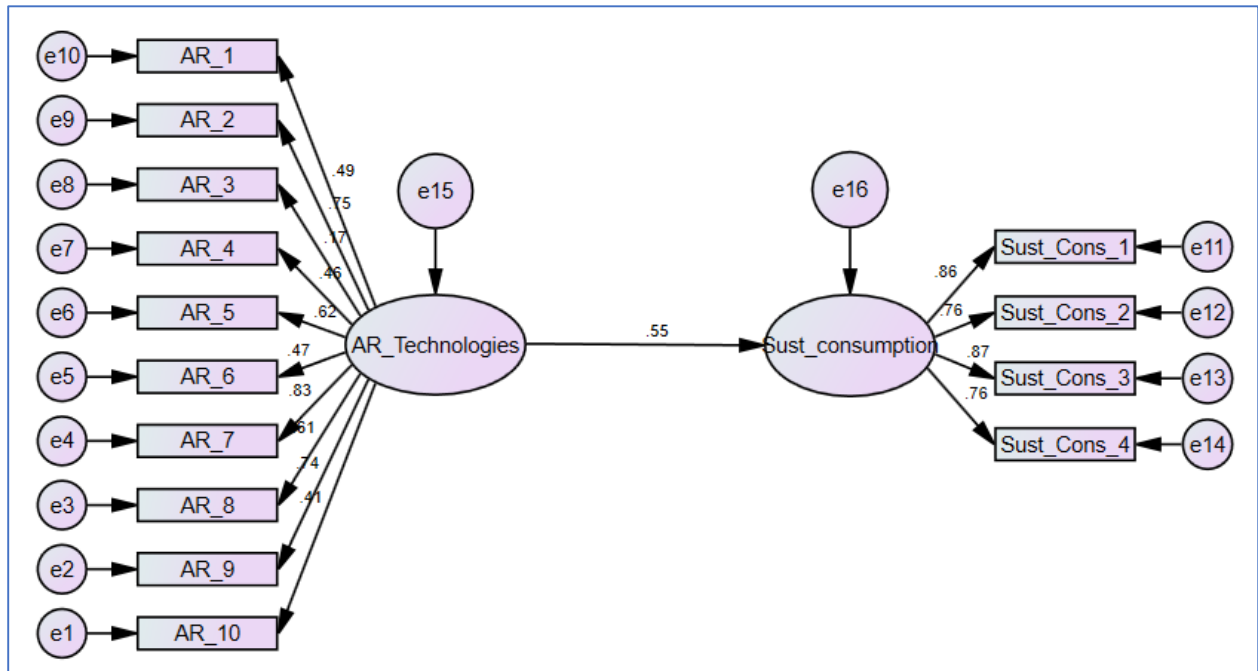 e10
AR_1
e9
AR_2
e8
AR_3
e7
AR_4
e6
AR_5
e5
AR_6
e4
AR_7
e3
AR_8
e2
AR_9
e1
AR_10
.49
.75
.17
.46
.62
.47
.83
.61
.74
.41
e15
AR_Technologies
.55
e16
Sust_consumption
.86
.76
.87
.76
Sust_Cons_1
e11
Sust_Cons_2
e12
Sust_Cons_3
e13
Sust_Cons_4
e14